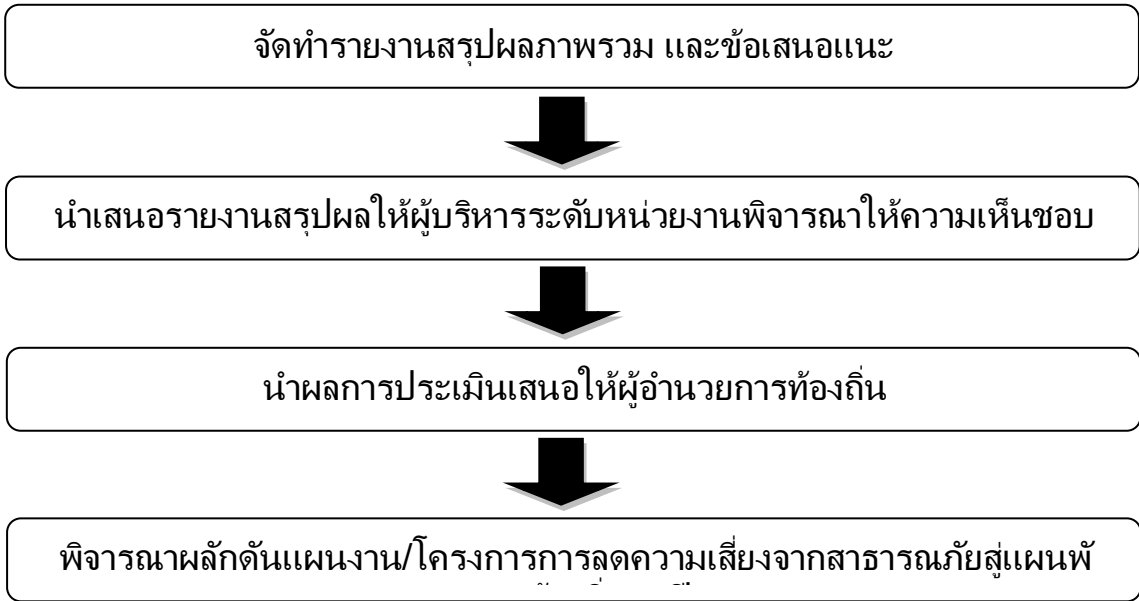 จัดทำรายงานสรุปผลภาพรวม และข้อเสนอแนะ
นำเสนอรายงานสรุปผลให้ผู้บริหารระดับหน่วยงานพิจารณาให้ความเห็นชอบ
นำผลการประเมินเสนอให้ผู้อำนวยการท้องถิ่น
พิจารณาผลักดันแผนงาน/โครงการการลดความเสี่ยงจากสาธารณภัยสู่แผนพั